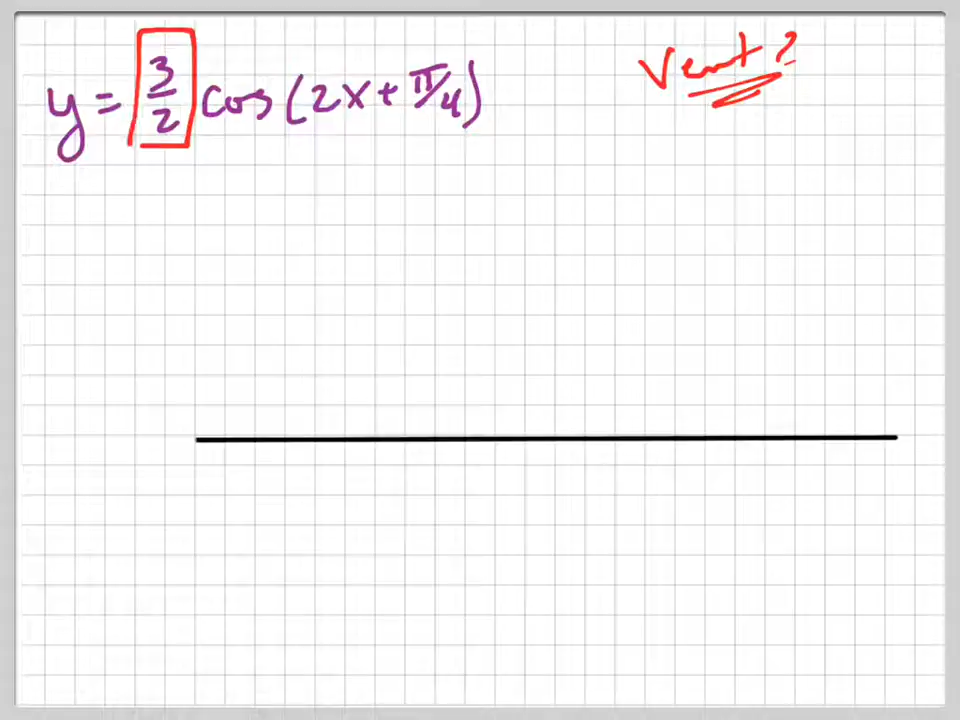 y = 3/2 cos(2x + π/4)
Vert?